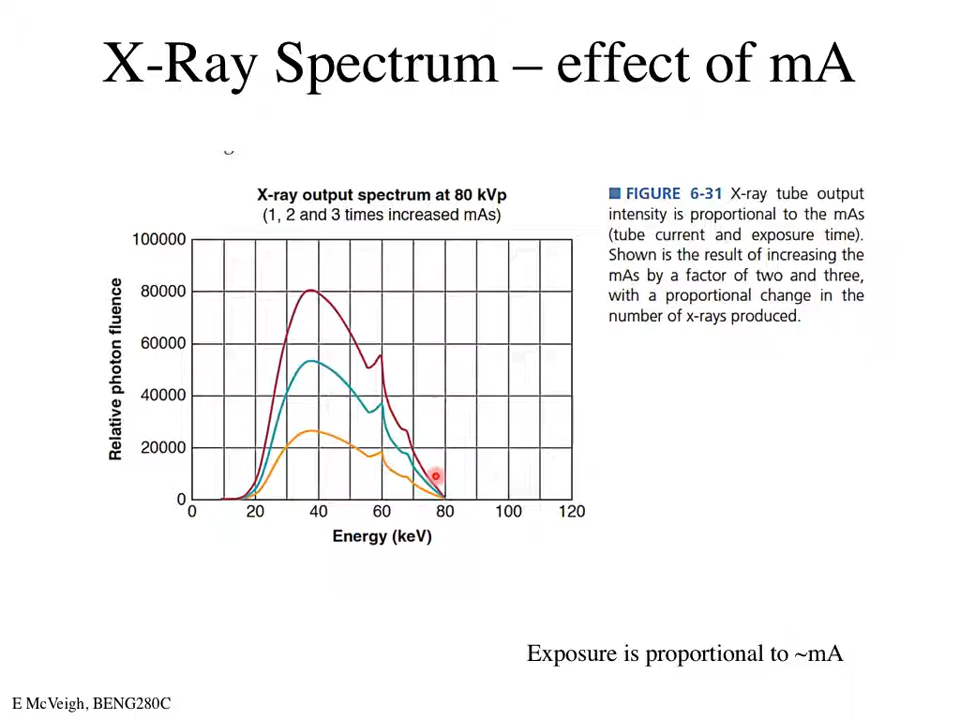 X-Ray Spectrum – effect of mA
X-ray output spectrum at 80 kVp
(1, 2 and 3 times increased mAs)
100000
80000
60000
40000
20000
0
Relative photon fluence
0 20 40 60 80 100 120
Energy (keV)
FIGURE 6-31 X-ray tube output
intensity is proportional to the mAs
(tube current and exposure time).
Shown is the result of increasing the
mAs by a factor of two and three,
with a proportional change in the
number of x-rays produced.
Exposure is proportional to ~mA
E McVeigh, BENG280C